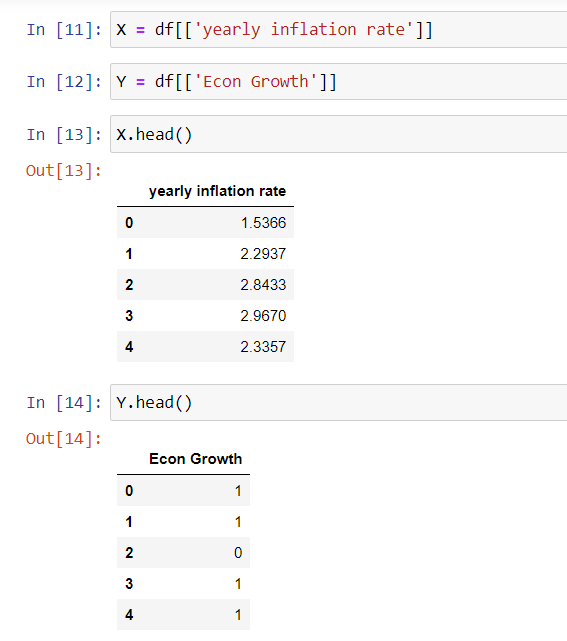 In [11]: X = df[['yearly inflation rate']]
In [12]: Y = df[['Econ Growth']]
In [13]: X.head()
Out[13]:
yearly inflation rate
0 1.5366
1 2.2937
2 2.8433
3 2.9670
4 2.3357
In [14]: Y.head()
Out[14]:
Econ Growth
0 1
1 1
2 0
3 1
4 1